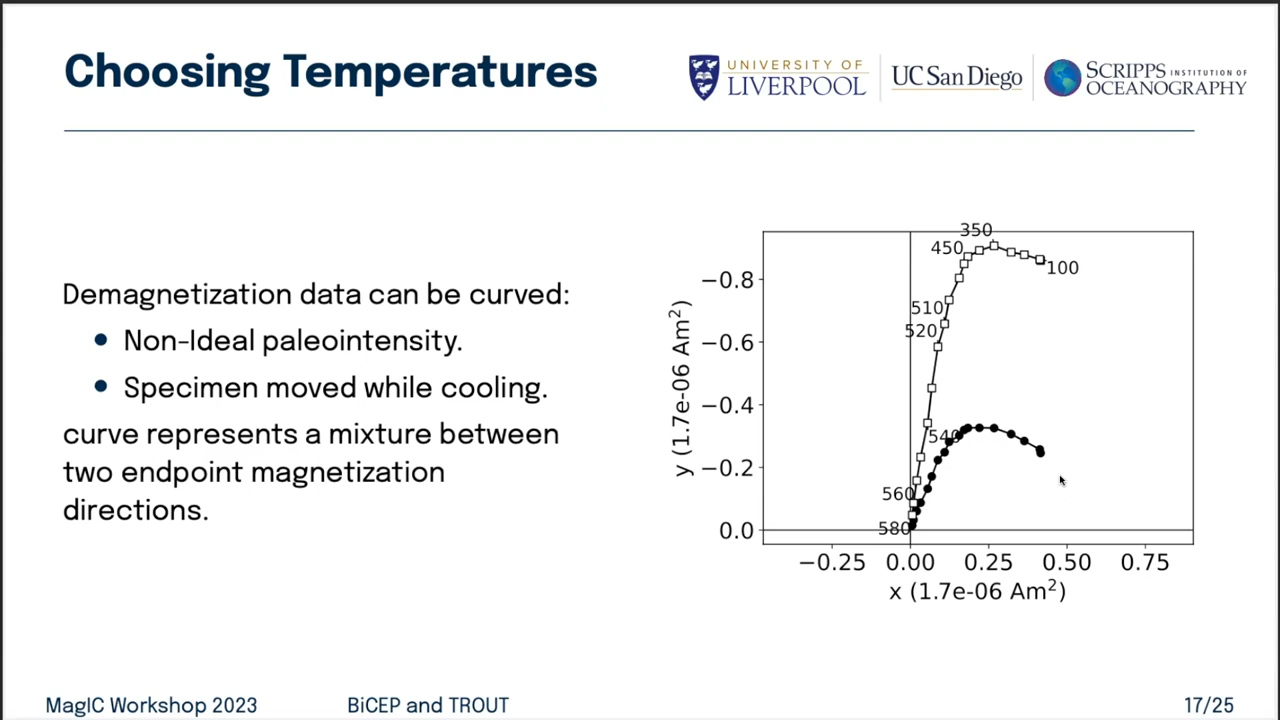 Choosing Temperatures
UNIVERSITY OF
LIVERPOOL
UC San Diego
SCRIPPS INSTITUTION OF
OCEANOGRAPHY
Demagnetization data can be curved:
• Non-Ideal paleointensity.
• Specimen moved while cooling.
curve represents a mixture between
two endpoint magnetization
directions.
350
450
100
510
520
540
560
580
−0.8
−0.6
−0.4
−0.2
0.0
y (1.7e-06 Am²)
−0.25 0.00 0.25 0.50 0.75
x (1.7e-06 Am²)
MagIC Workshop 2023
BiCEP and TROUT
17/25